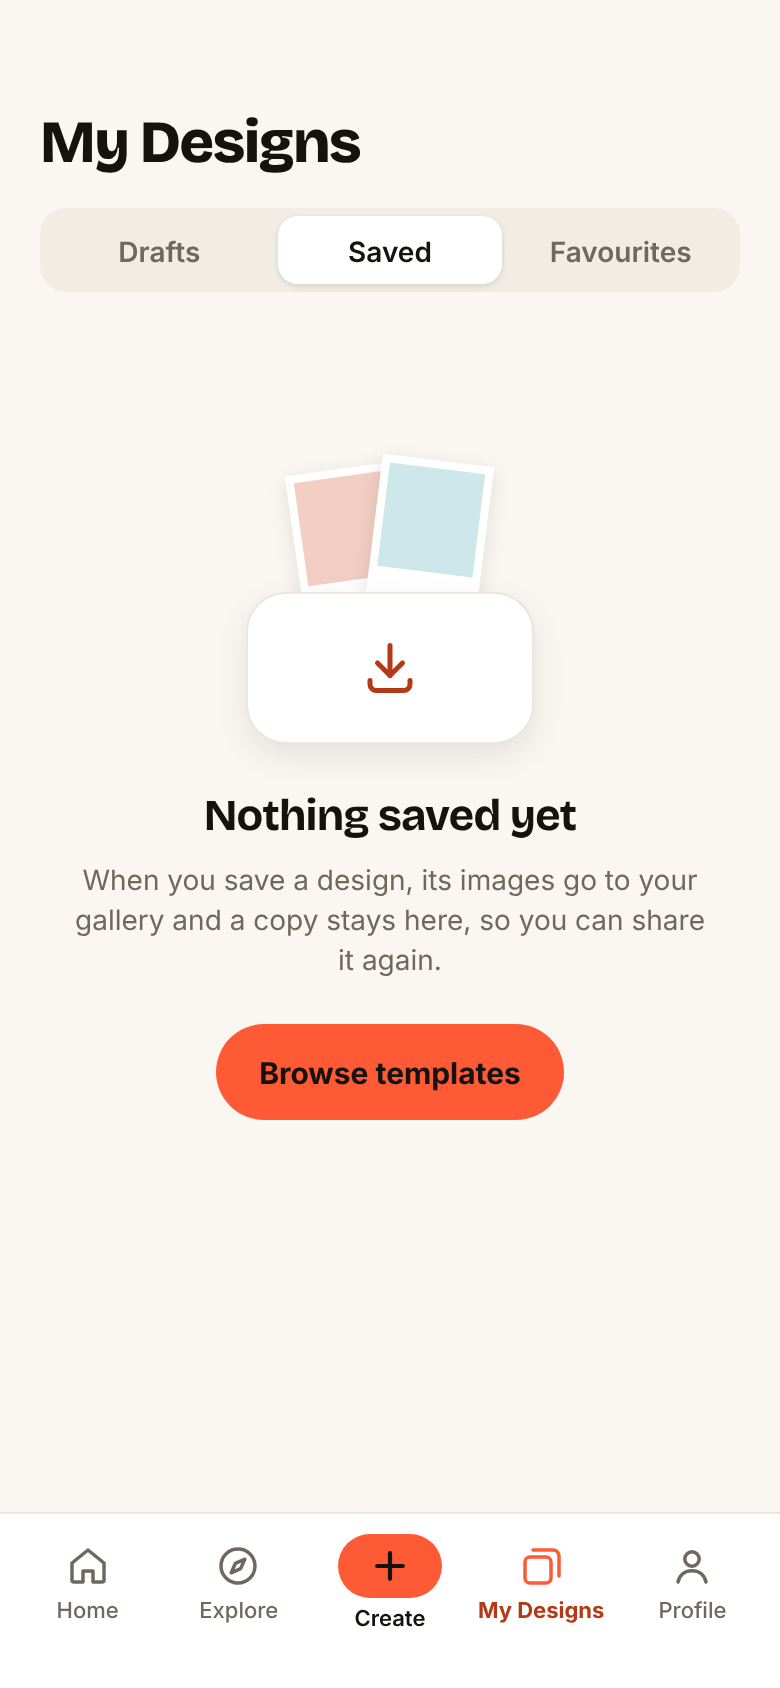 My Designs
Drafts
Saved
Favourites
Nothing saved yet
When you save a design, its images go to your
gallery and a copy stays here, so you can share
it again.
Browse templates
Home
Explore
Create
My Designs
Profile